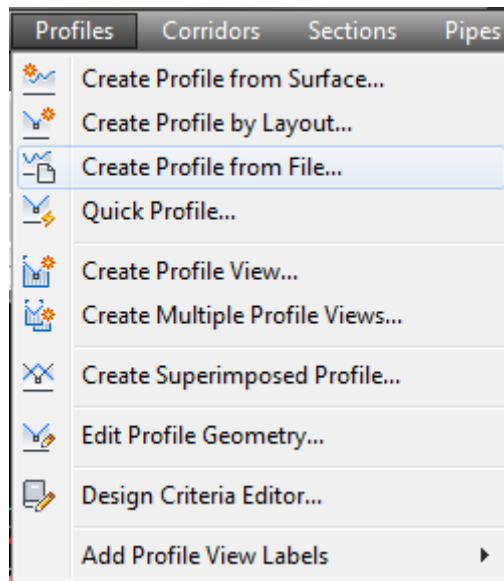 Profiles Corridors Sections Pipes
Create Profile from Surface...
Create Profile by Layout...
Create Profile from File...
Quick Profile...
Create Profile View...
Create Multiple Profile Views...
Create Superimposed Profile...
Edit Profile Geometry...
Design Criteria Editor...
Add Profile View Labels